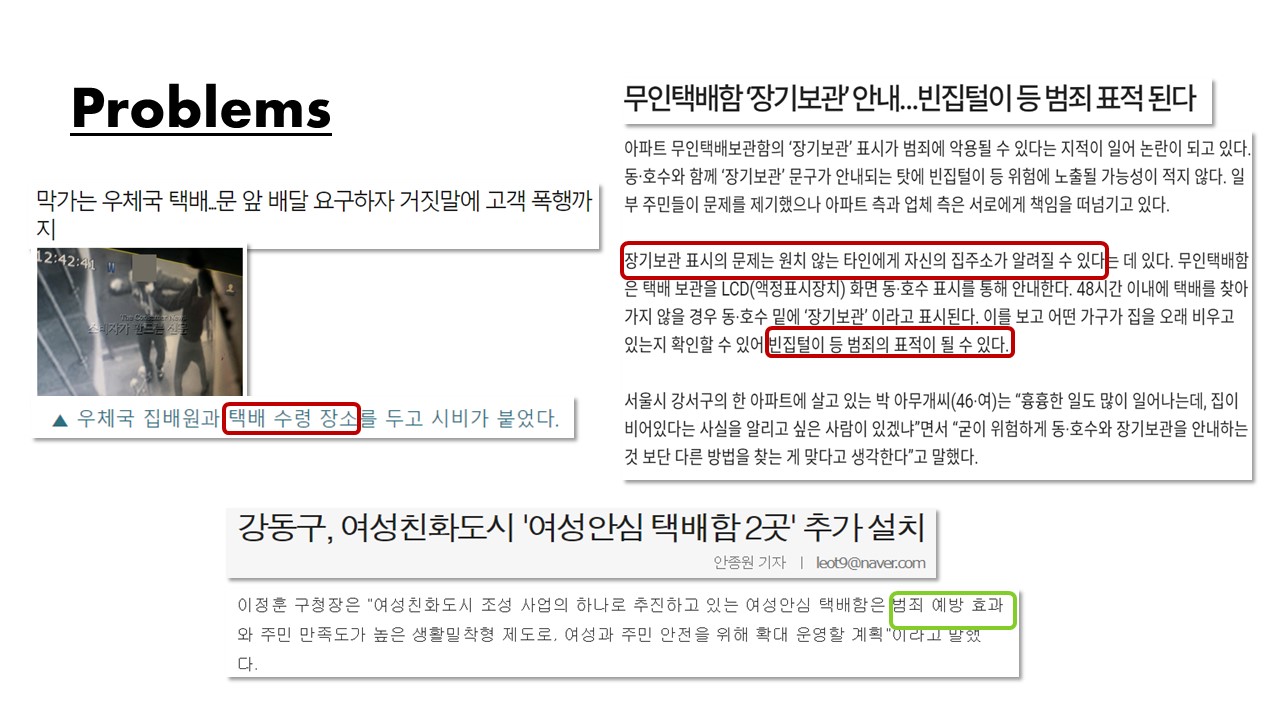 Problems
막가는 우체국 택배...문 앞 배달 요구하자 거짓말에 고객 폭행까
지
12:42:41
The Consumer News
소비자가 만드는 신문
▲ 우체국 집배원과 택배 수령 장소를 두고 시비가 붙었다.
무인택배함 ‘장기보관’ 안내…빈집털이 등 범죄 표적 된다
아파트 무인택배보관함의 ‘장기보관’ 표시가 범죄에 악용될 수 있다는 지적이 일어 논란이 되고 있다.
동·호수와 함께 ‘장기보관’ 문구가 안내되는 탓에 빈집털이 등 위험에 노출될 가능성이 적지 않다. 일
부 주민들이 문제를 제기했으나 아파트 측과 업체 측은 서로에게 책임을 떠넘기고 있다.
장기보관 표시의 문제는 원치 않는 타인에게 자신의 집주소가 알려질 수 있다는 데 있다. 무인택배함
은 택배 보관을 LCD(액정표시장치) 화면 동·호수 표시를 통해 안내한다. 48시간 이내에 택배를 찾아
가지 않을 경우 동·호수 밑에 ‘장기보관’ 이라고 표시된다. 이를 보고 어떤 가구가 집을 오래 비우고
있는지 확인할 수 있어 빈집털이 등 범죄의 표적이 될 수 있다.
서울시 강서구의 한 아파트에 살고 있는 박 아무개씨(46·여)는 “흉흉한 일도 많이 일어나는데, 집이
비어있다는 사실을 알리고 싶은 사람이 있겠냐”면서 “굳이 위험하게 동·호수와 장기보관을 안내하는
것 보단 다른 방법을 찾는 게 맞다고 생각한다”고 말했다.
강동구, 여성친화도시 '여성안심 택배함 2곳' 추가 설치
안종원 기자 | leot9@naver.com
이정훈 구청장은 "여성친화도시 조성 사업의 하나로 추진하고 있는 여성안심 택배함은 범죄 예방 효과
와 주민 만족도가 높은 생활밀착형 제도로, 여성과 주민 안전을 위해 확대 운영할 계획"이라고 말했
다.